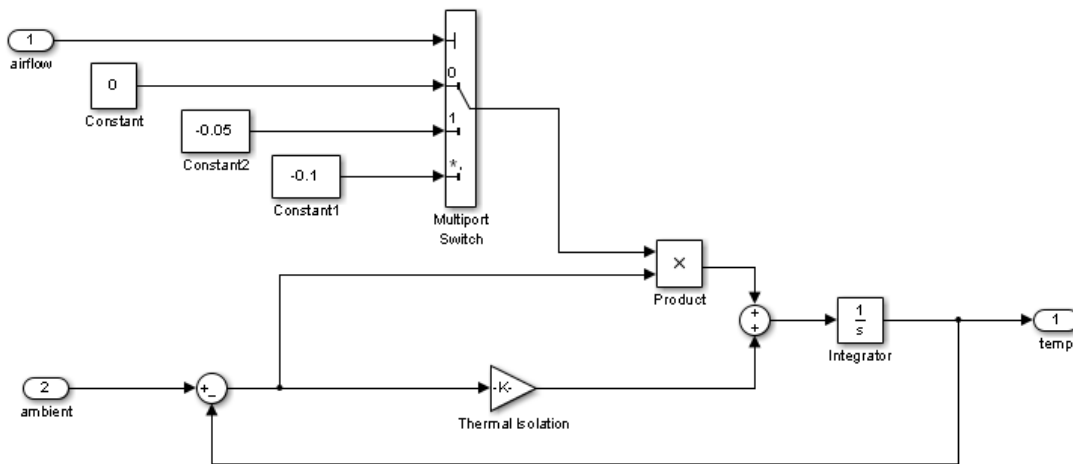 1
airflow
0
Constant
-0.05
Constant2
-0.1
Constant1
0
1
*,
Multiport
Switch
×
Product
+
+
1
s
Integrator
1
temp
2
ambient
+
−
-K-
Thermal Isolation